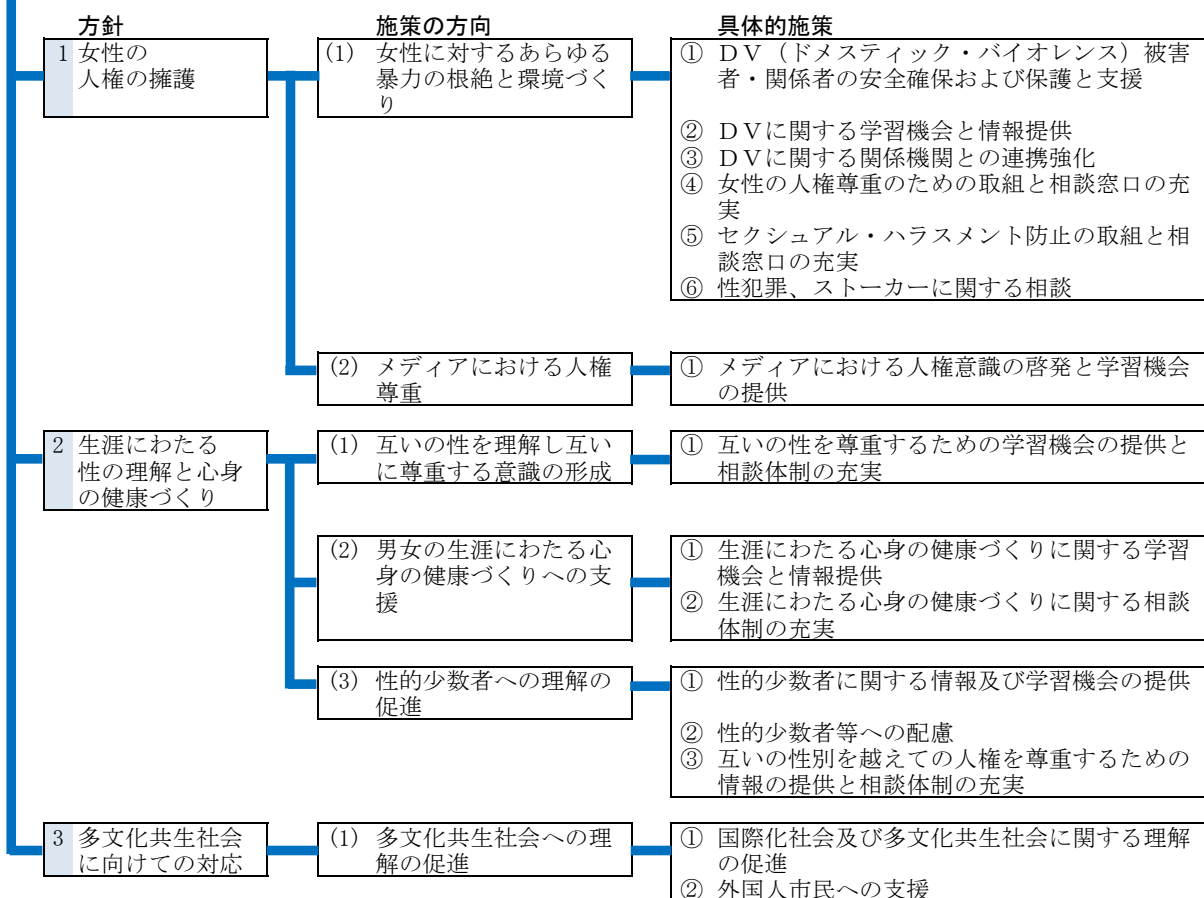 方針 施策の方向 具体的施策
1 女性の
人権の擁護
(1) 女性に対するあらゆる
暴力の根絶と環境づく
り
① ＤＶ（ドメスティック・バイオレンス）被害
者・関係者の安全確保および保護と支援
② ＤＶに関する学習機会と情報提供
③ ＤＶに関する関係機関との連携強化
④ 女性の人権尊重のための取組と相談窓口の充
実
⑤ セクシュアル・ハラスメント防止の取組と相
談窓口の充実
⑥ 性犯罪、ストーカーに関する相談
(2) メディアにおける人権
尊重
① メディアにおける人権意識の啓発と学習機会
の提供
2 生涯にわたる
性の理解と心身
の健康づくり
(1) 互いの性を理解し互い
に尊重する意識の形成
① 互いの性を尊重するための学習機会の提供と
相談体制の充実
(2) 男女の生涯にわたる心
身の健康づくりへの支
援
① 生涯にわたる心身の健康づくりに関する学習
機会と情報提供
② 生涯にわたる心身の健康づくりに関する相談
体制の充実
(3) 性的少数者への理解の
促進
① 性的少数者に関する情報及び学習機会の提供
② 性的少数者等への配慮
③ 互いの性別を越えての人権を尊重するための
情報の提供と相談体制の充実
3 多文化共生社会
に向けての対応
(1) 多文化共生社会への理
解の促進
① 国際化社会及び多文化共生社会に関する理解
の促進
② 外国人市民への支援